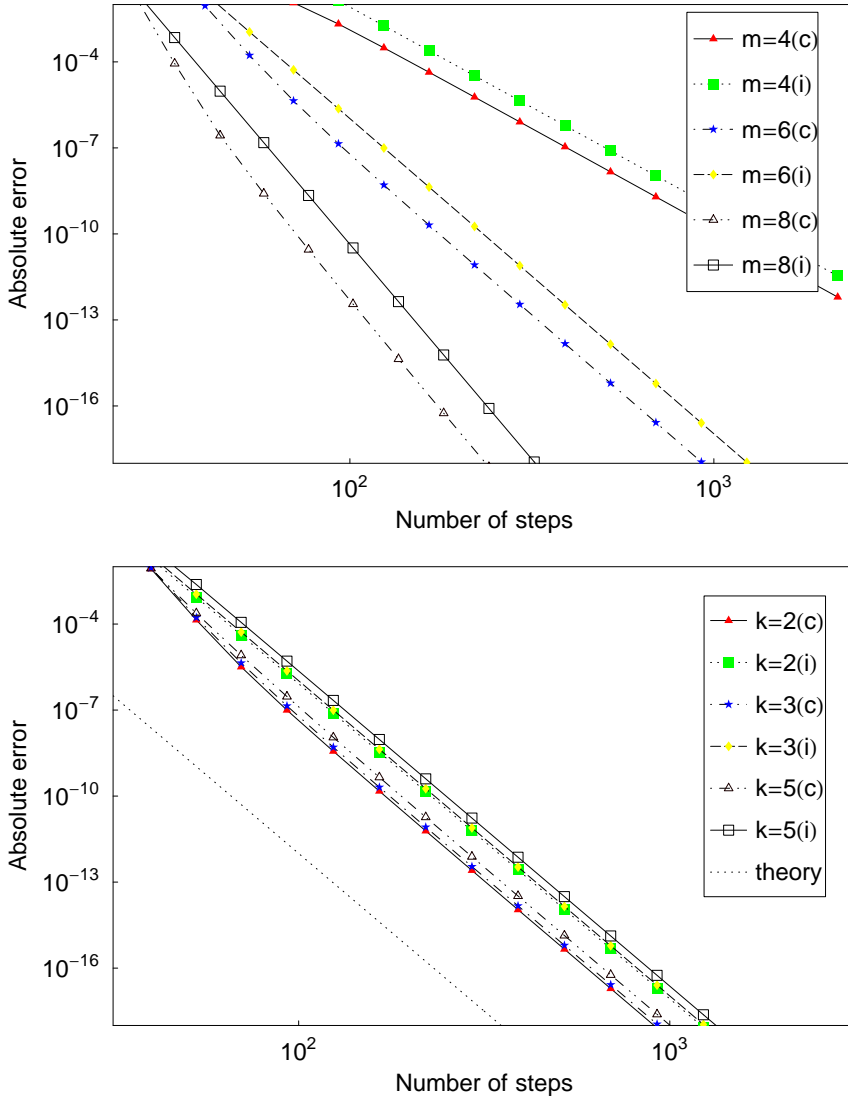 10^-4
10^-7
10^-10
10^-13
10^-16
Absolute error
10^2
10^3
Number of steps
m=4(c)
m=4(i)
m=6(c)
m=6(i)
m=8(c)
m=8(i)
10^-4
10^-7
10^-10
10^-13
10^-16
Absolute error
10^2
10^3
Number of steps
k=2(c)
k=2(i)
k=3(c)
k=3(i)
k=5(c)
k=5(i)
theory